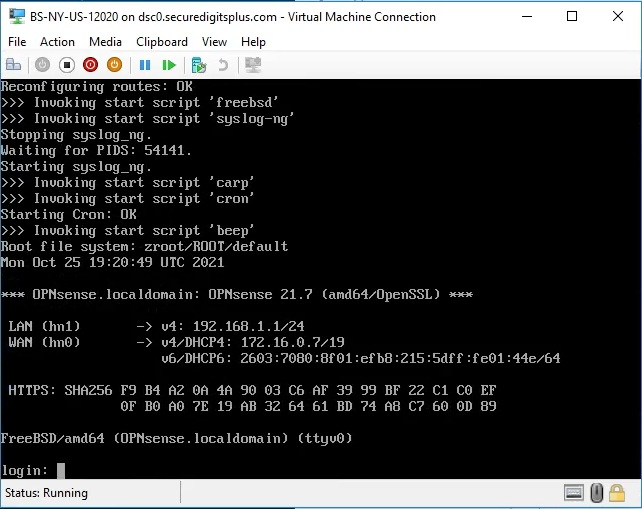 BS-NY-US-12020 on dsc0.securedigitsplus.com - Virtual Machine Connection
File Action Media Clipboard View Help
Reconfiguring routes: OK
>>> Invoking start script 'freebsd'
>>> Invoking start script 'syslog-ng'
Stopping syslog_ng.
Waiting for PIDS: 54141.
Starting syslog_ng.
>>> Invoking start script 'carp'
>>> Invoking start script 'cron'
Starting Cron: OK
>>> Invoking start script 'beep'
Root file system: zroot/ROOT/default
Mon Oct 25 19:20:49 UTC 2021
*** OPNsense.localdomain: OPNsense 21.7 (amd64/OpenSSL) ***
LAN (hn1) -> v4: 192.168.1.1/24
WAN (hn0) -> v4/DHCP4: 172.16.0.7/19
v6/DHCP6: 2603:7080:8f01:efb8:215:5dff:fe01:44e/64
HTTPS: SHA256 F9 B4 A2 0A 4A 90 03 C6 AF 39 99 BF 22 C1 C0 EF
0F B0 A0 7E 19 AB 32 64 61 BD 74 A8 C7 60 0D 89
FreeBSD/amd64 (OPNsense.localdomain) (ttyv0)
login:
Status: Running